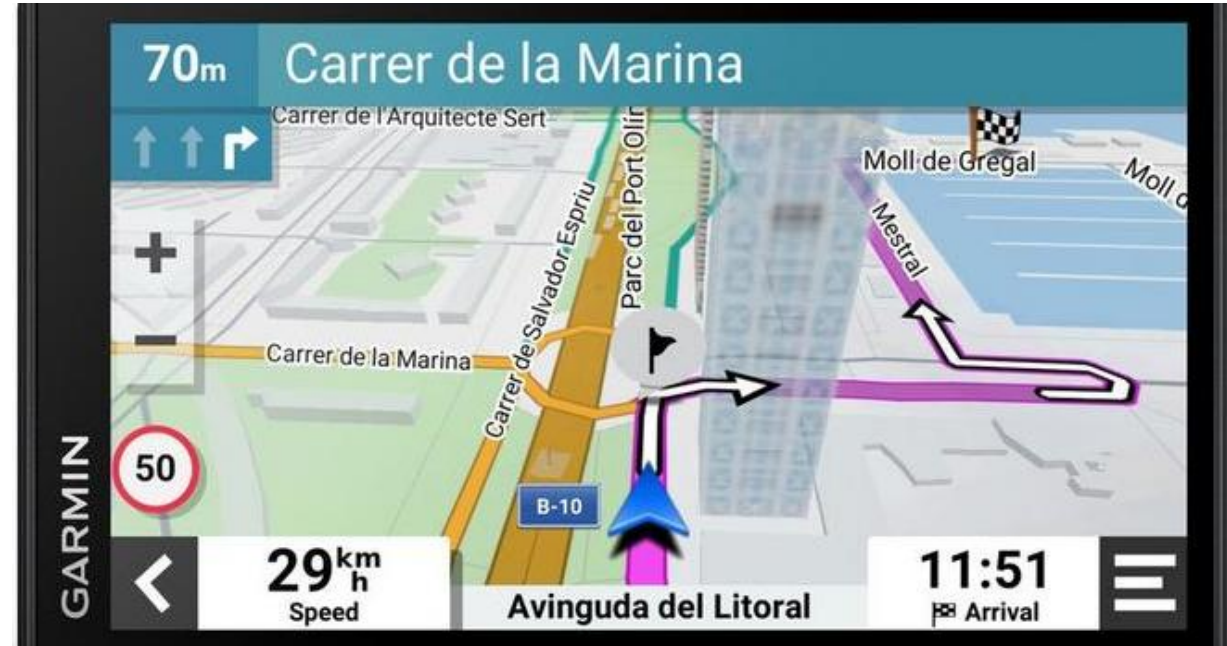 70m
Carrer de la Marina
Carrer de l'Arquitecte Sert
Parc del Port Olím
Moll de Gregal
Moll d
Mestral
Carrer de Salvador Espriu
Carrer de la Marina
50
B-10
GARMIN
29 km/h
Speed
Avinguda del Litoral
11:51
Arrival